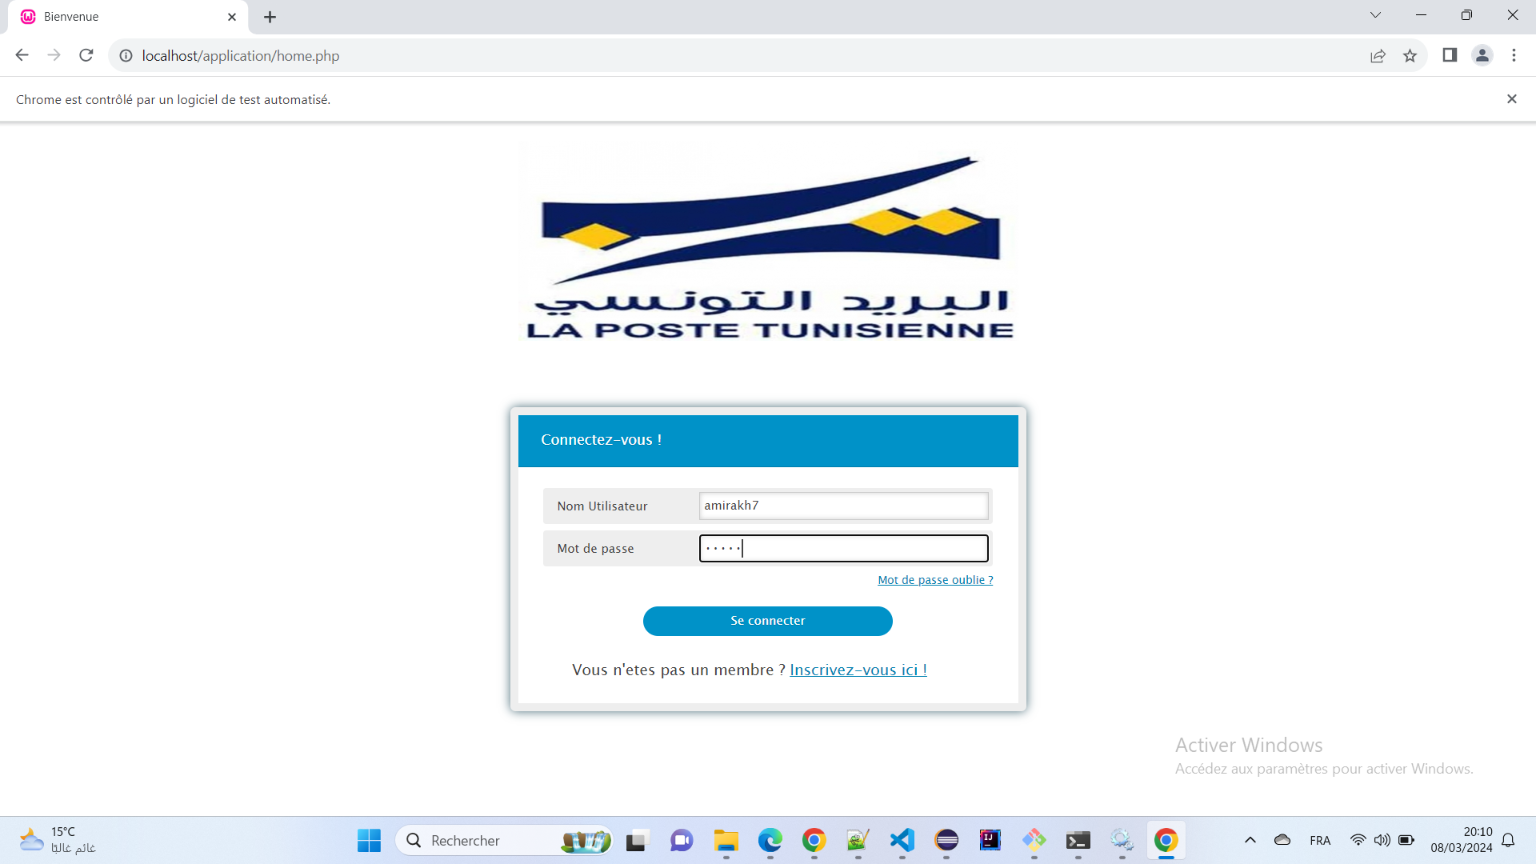 Bienvenue
localhost/application/home.php
Chrome est contrôlé par un logiciel de test automatisé.
البريد التونسي
LA POSTE TUNISIENNE
Connectez-vous !
Nom Utilisateur
amirakh7
Mot de passe
•••••
Mot de passe oublie ?
Se connecter
Vous n'etes pas un membre ? Inscrivez-vous ici !
Activer Windows
Accédez aux paramètres pour activer Windows.
15°C
غائم غالبًا
Rechercher
FRA
20:10
08/03/2024